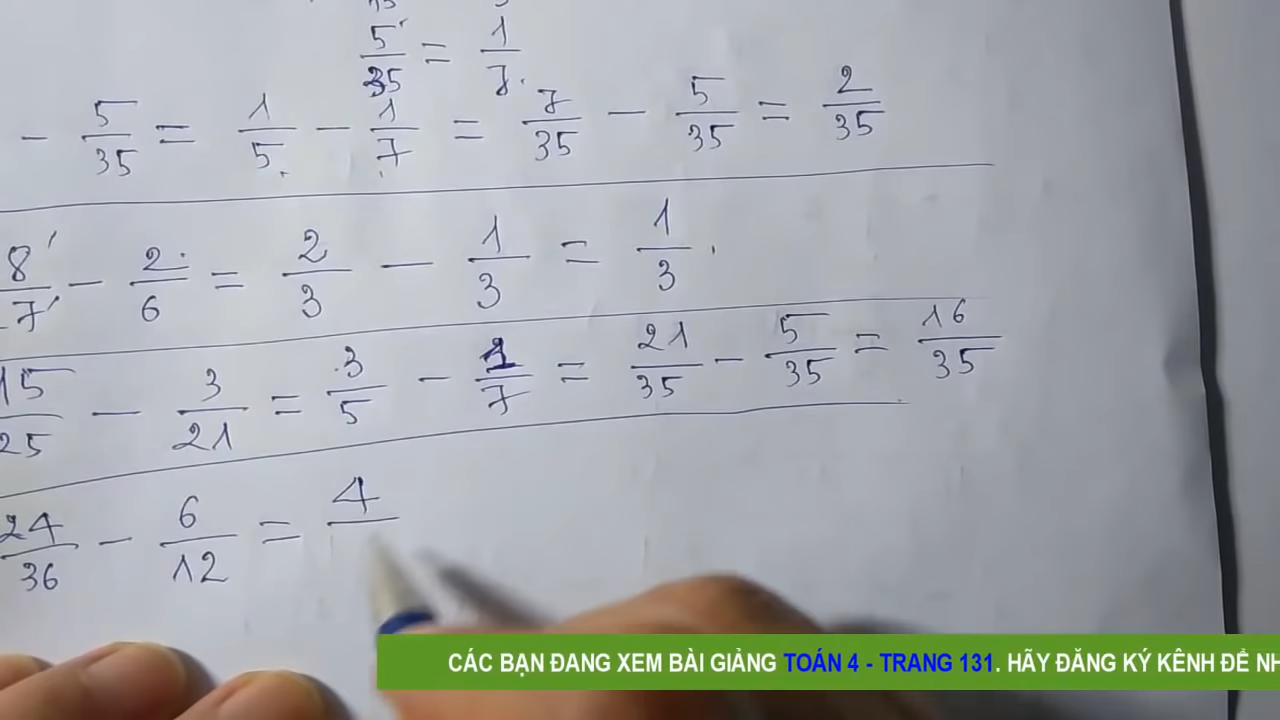 5/35 = 1/7
- 5/35 = 1/5 - 1/7 = 7/35 - 5/35 = 2/35
8/27 - 2/6 = 2/3 - 1/3 = 1/3
15/25 - 3/21 = 3/5 - 1/7 = 21/35 - 5/35 = 16/35
24/36 - 6/12 = 4/
CÁC BẠN ĐANG XEM BÀI GIẢNG TOÁN 4 - TRANG 131. HÃY ĐĂNG KÝ KÊNH ĐỂ NH